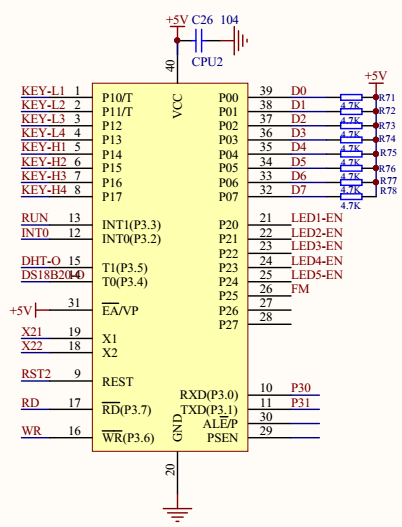 +5V C26 104
CPU2
40
+5V
KEY-L1 1 P10/T VCC P00 39 D0 R71
KEY-L2 2 P11/T P01 38 D1 4.7K R72
KEY-L3 3 P12 P02 37 D2 4.7K R73
KEY-L4 4 P13 P03 36 D3 4.7K R74
KEY-H1 5 P14 P04 35 D4 4.7K R75
KEY-H2 6 P15 P05 34 D5 4.7K R76
KEY-H3 7 P16 P06 33 D6 4.7K R77
KEY-H4 8 P17 P07 32 D7 4.7K R78
4.7K
RUN 13 INT1(P3.3) P20 21 LED1-EN
INT0 12 INT0(P3.2) P21 22 LED2-EN
P22 23 LED3-EN
DHT-O 15 T1(P3.5) P23 24 LED4-EN
DS18B20-O 14 T0(P3.4) P24 25 LED5-EN
P25 26 FM
+5V 31 EA/VP P26 27
P27 28
X21 19 X1
X22 18 X2
RST2 9 REST
RXD(P3.0) 10 P30
RD 17 RD(P3.7) TXD(P3.1) 11 P31
ALE/P 30
WR 16 WR(P3.6) GND PSEN 29
20